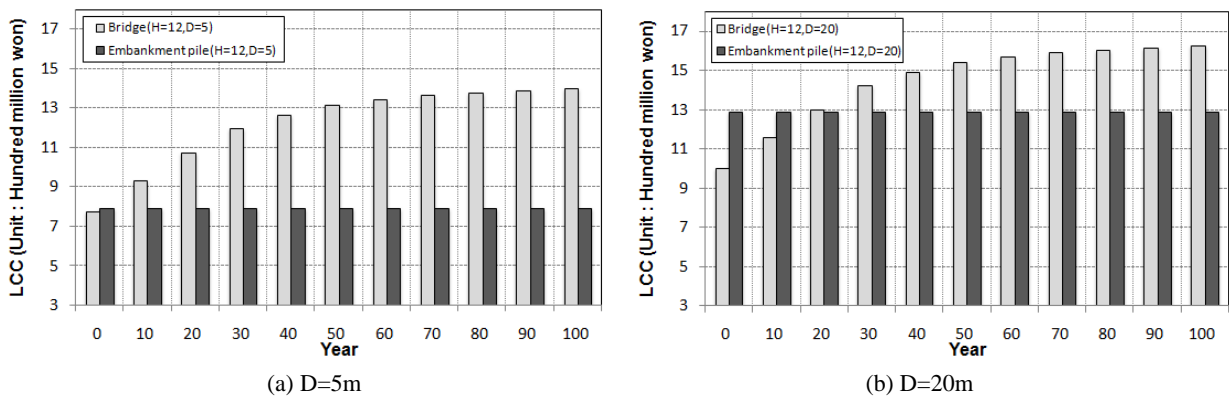 LCC (Unit : Hundred million won)
17
15
13
11
9
7
5
3
Bridge(H=12,D=5)
Embankment pile(H=12,D=5)
0 10 20 30 40 50 60 70 80 90 100
Year
(a) D=5m
LCC (Unit : Hundred million won)
17
15
13
11
9
7
5
3
Bridge(H=12,D=20)
Embankment pile(H=12,D=20)
0 10 20 30 40 50 60 70 80 90 100
Year
(b) D=20m